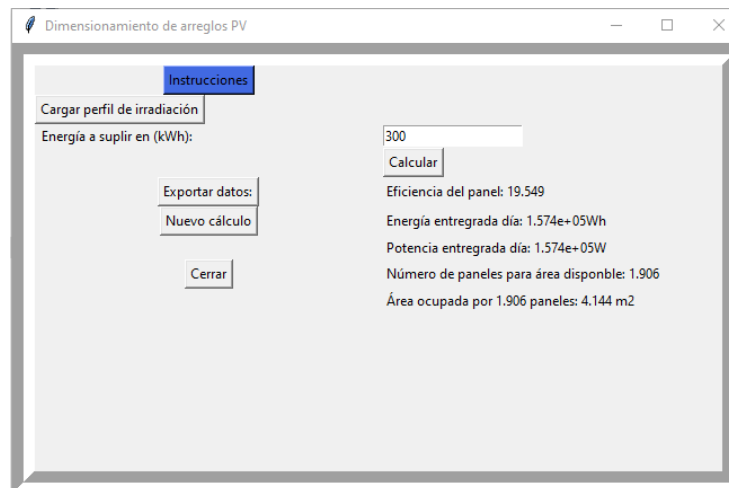 Dimensionamiento de arreglos PV
Instrucciones
Cargar perfil de irradiación
Energía a suplir en (kWh): 300
Calcular
Exportar datos: Eficiencia del panel: 19.549
Nuevo cálculo Energía entregrada día: 1.574e+05Wh
Potencia entregrada día: 1.574e+05W
Cerrar Número de paneles para área disponble: 1.906
Área ocupada por 1.906 paneles: 4.144 m2